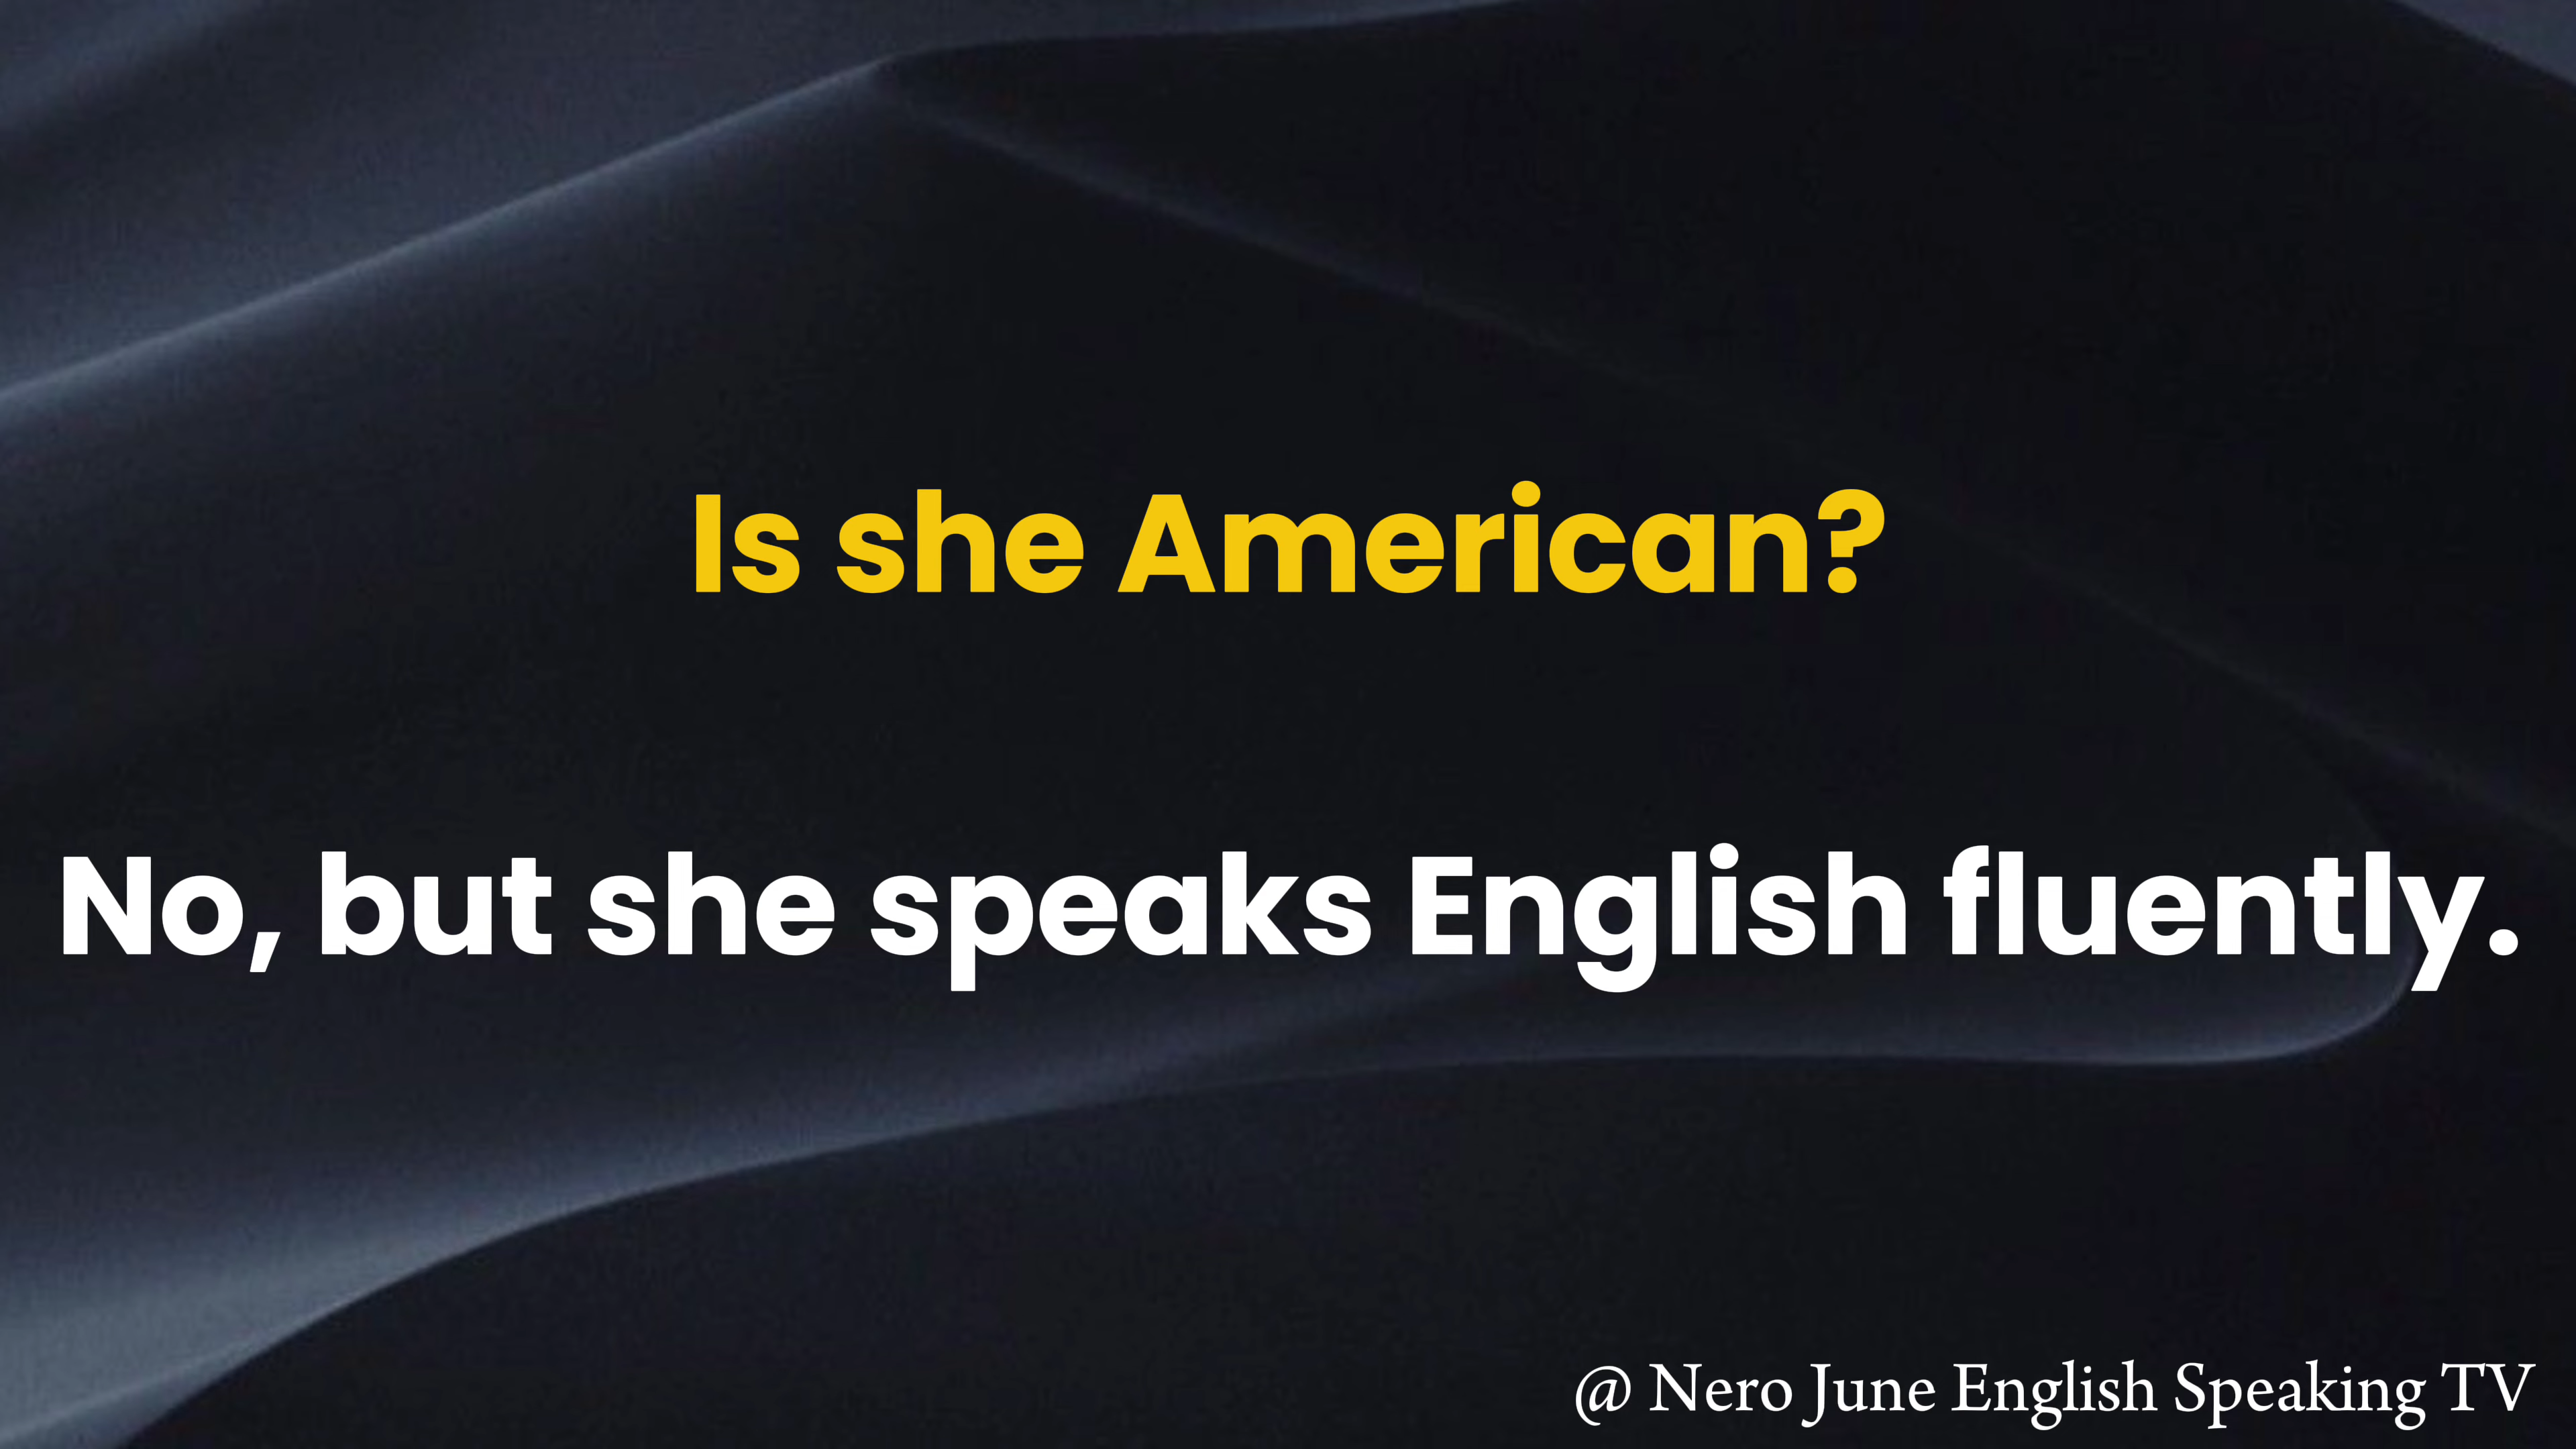 Is she American?
No, but she speaks English fluently.
@ Nero June English Speaking TV